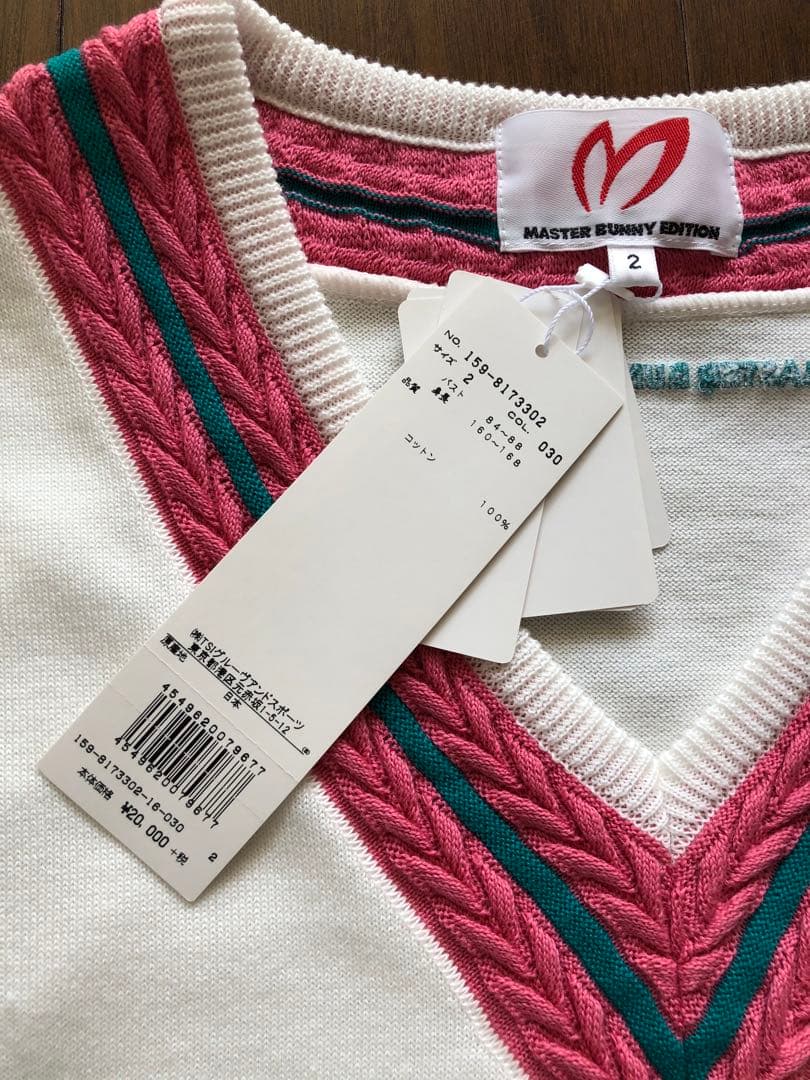 MASTER BUNNY EDITION
2
NO. 159-8173302 COL. 030
サイズ 2 バスト 84~88
身長 160~168
品質 コットン 100%
㈱TSIグルーヴアンドスポーツ
東京都港区元赤坂1-5-12
原産地 日本
®
4549620079677
4549620079677
159-8173302-16-030 2
本体価格 ¥20,000 +税